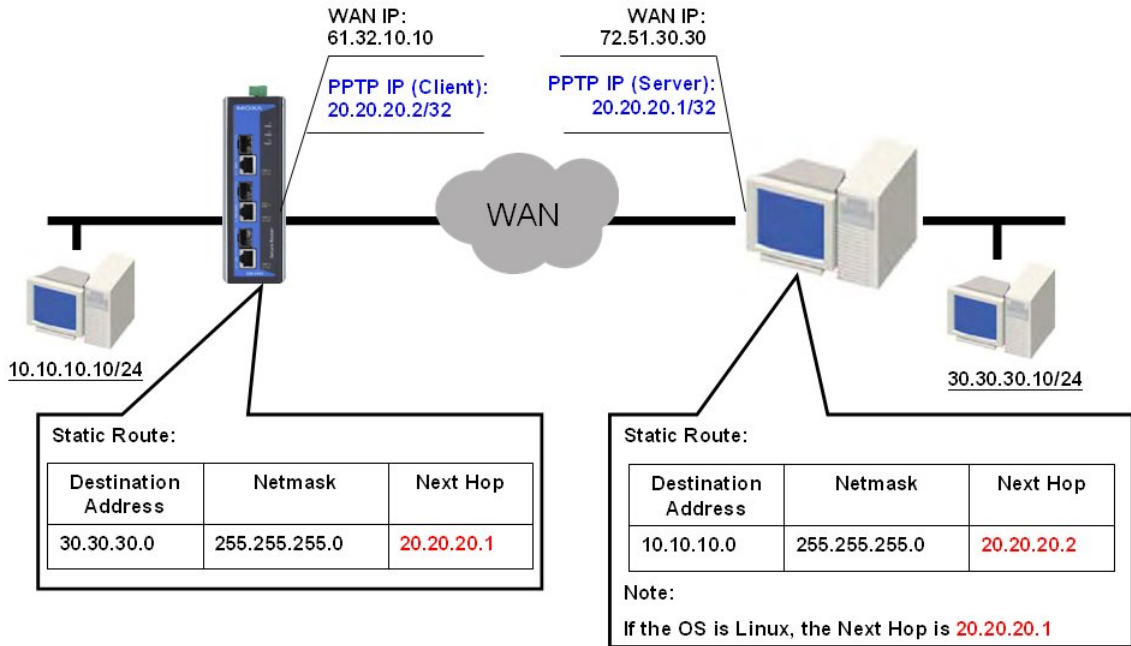 WAN IP:
61.32.10.10
WAN IP:
72.51.30.30
PPTP IP (Client):
20.20.20.2/32
PPTP IP (Server):
20.20.20.1/32
MOXA
WAN
10.10.10.10/24
30.30.30.10/24
Static Route:
Destination Address Netmask Next Hop
30.30.30.0 255.255.255.0 20.20.20.1
Static Route:
Destination Address Netmask Next Hop
10.10.10.0 255.255.255.0 20.20.20.2
Note:
If the OS is Linux, the Next Hop is 20.20.20.1